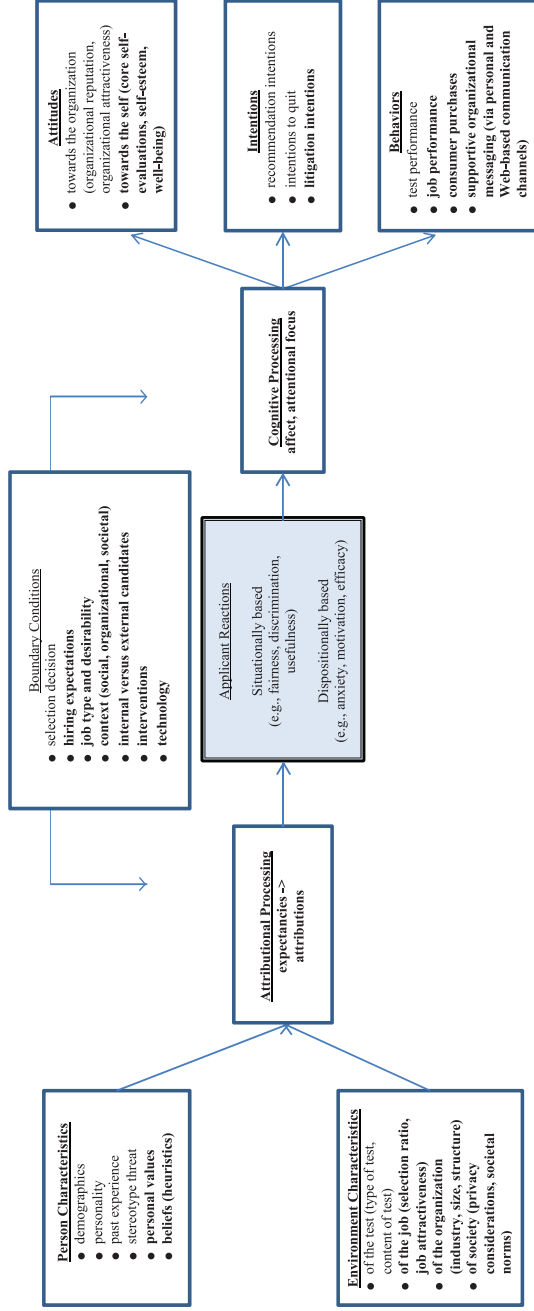 Person Characteristics
● demographics
● personality
● past experience
● stereotype threat
● personal values
● beliefs (heuristics)
Environment Characteristics
● of the test (type of test,
content of test)
● of the job (selection ratio,
job attractiveness)
● of the organization
(industry, size, structure)
● of society (privacy
considerations, societal
norms)
Attributional Processing
expectancies ->
attributions
Boundary Conditions
● selection decision
● hiring expectations
● job type and desirability
● context (social, organizational, societal)
● internal versus external candidates
● interventions
● technology
Applicant Reactions
Situationally based
(e.g., fairness, discrimination,
usefulness)
Dispositionally based
(e.g., anxiety, motivation, efficacy)
Cognitive Processing
affect, attentional focus
Attitudes
● towards the organization
(organizational reputation,
organizational attractiveness)
● towards the self (core self-
evaluations, self-esteem,
well-being)
Intentions
● recommendation intentions
● intentions to quit
● litigation intentions
Behaviors
● test performance
● job performance
● consumer purchases
● supportive organizational
messaging (via personal and
Web-based communication
channels)